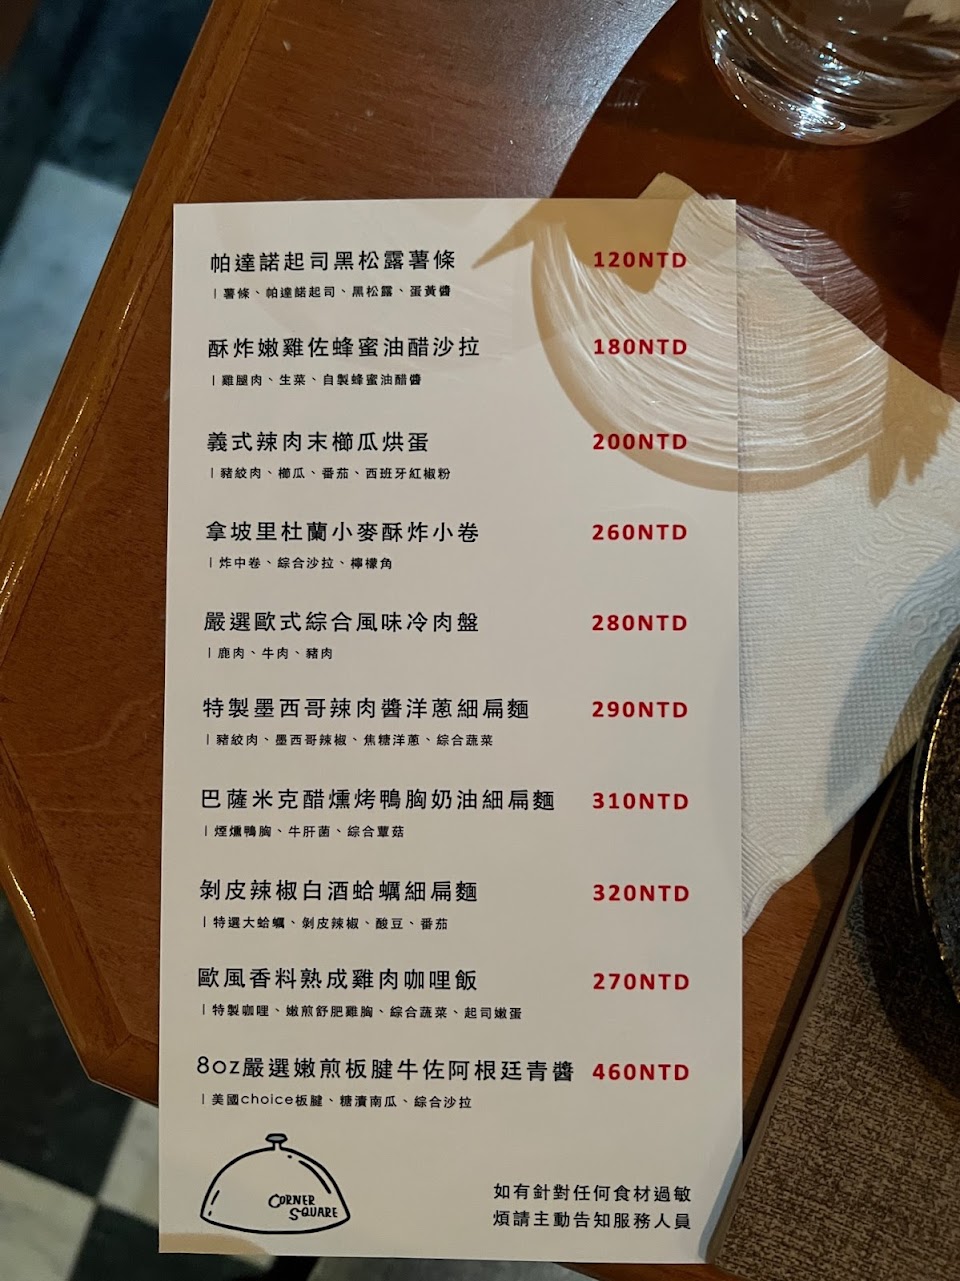 帕達諾起司黑松露薯條 120NTD
| 薯條、帕達諾起司、黑松露、蛋黃醬
酥炸嫩雞佐蜂蜜油醋沙拉 180NTD
| 雞腿肉、生菜、自製蜂蜜油醋醬
義式辣肉末櫛瓜烘蛋 200NTD
| 豬絞肉、櫛瓜、番茄、西班牙紅椒粉
拿坡里杜蘭小麥酥炸小卷 260NTD
| 炸中卷、綜合沙拉、檸檬角
嚴選歐式綜合風味冷肉盤 280NTD
| 鹿肉、牛肉、豬肉
特製墨西哥辣肉醬洋蔥細扁麵 290NTD
| 豬絞肉、墨西哥辣椒、焦糖洋蔥、綜合蔬菜
巴薩米克醋燻烤鴨胸奶油細扁麵 310NTD
| 煙燻鴨胸、牛肝菌、綜合蕈菇
剝皮辣椒白酒蛤蠣細扁麵 320NTD
| 特選大蛤蠣、剝皮辣椒、酸豆、番茄
歐風香料熟成雞肉咖哩飯 270NTD
| 特製咖哩、嫩煎舒肥雞胸、綜合蔬菜、起司嫩蛋
8oz嚴選嫩煎板腱牛佐阿根廷青醬 460NTD
| 美國choice板腱、糖漬南瓜、綜合沙拉
CORNER
SQUARE
如有針對任何食材過敏
煩請主動告知服務人員